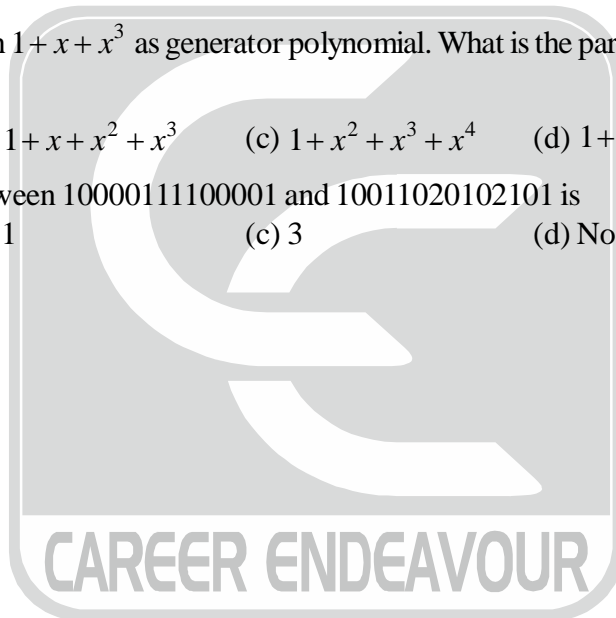 1 + x + x³ as generator polynomial. What is the par
1 + x + x² + x³ (c) 1 + x² + x³ + x⁴ (d) 1 +
ween 10000111100001 and 10011020102101 is
1 (c) 3 (d) No
CAREER ENDEAVOUR